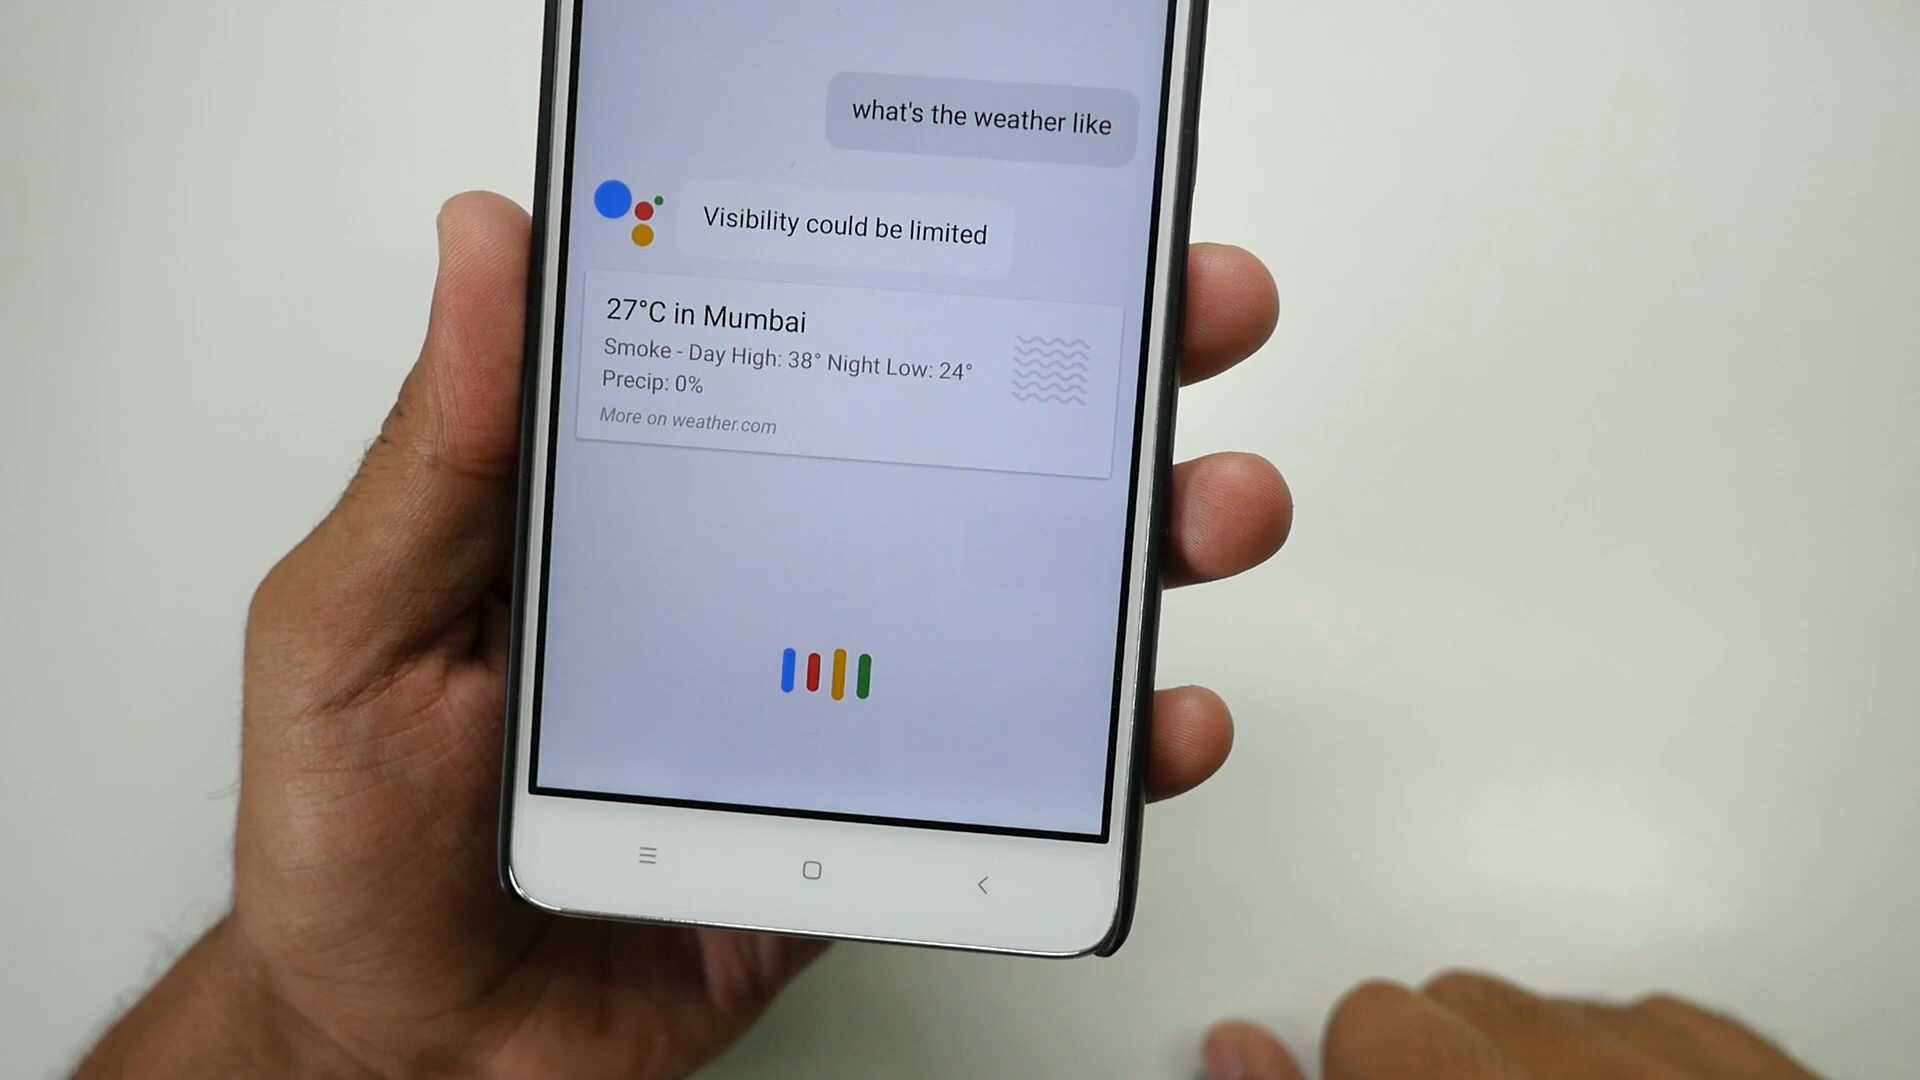 what's the weather like
Visibility could be limited
27°C in Mumbai
Smoke - Day High: 38° Night Low: 24°
Precip: 0%
More on weather.com